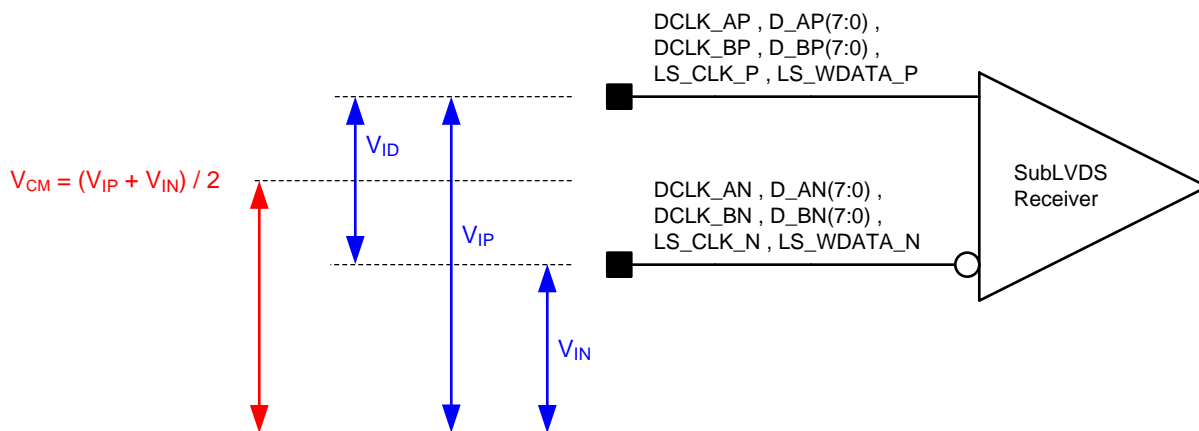 DCLK_AP , D_AP(7:0) ,
DCLK_BP , D_BP(7:0) ,
LS_CLK_P , LS_WDATA_P
VID
VCM = (VIP + VIN) / 2
SubLVDS
Receiver
DCLK_AN , D_AN(7:0) ,
DCLK_BN , D_BN(7:0) ,
LS_CLK_N , LS_WDATA_N
VIP
VIN